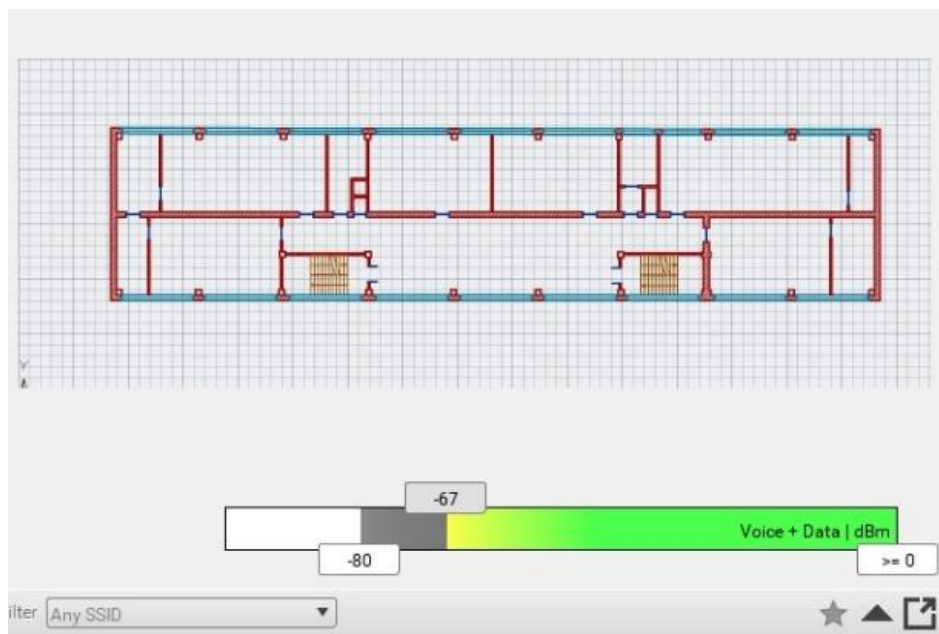 Y
-67
Voice + Data | dBm
-80
>= 0
ilter Any SSID